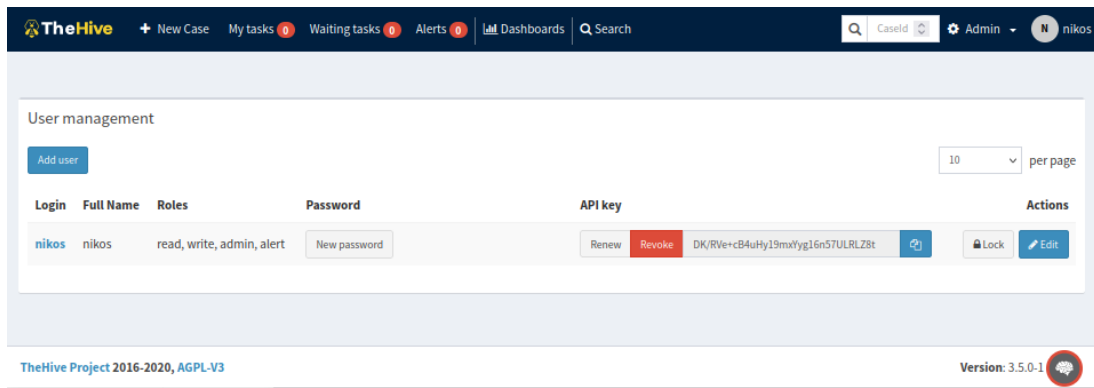 TheHive + New Case My tasks 0 Waiting tasks 0 Alerts 0 Dashboards Search CaseId Admin N nikos
User management
Add user 10 per page
Login Full Name Roles Password API key Actions
nikos nikos read, write, admin, alert New password Renew Revoke DK/RVe+cB4uHy19mxYyg16n57ULRLZ8t Lock Edit
TheHive Project 2016-2020, AGPL-V3 Version: 3.5.0-1